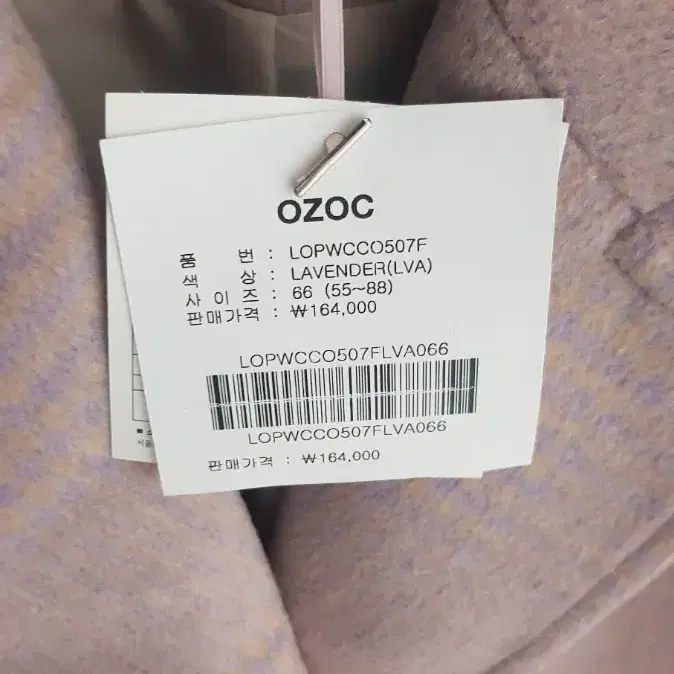 OZOC
품 번 : LOPWCCO507F
색 상 : LAVENDER(LVA)
사 이 즈 : 66 (55~88)
판매가격 : ₩164,000
LOPWCCO507FLVA066
LOPWCCO507FLVA066
판매가격 : ₩164,000